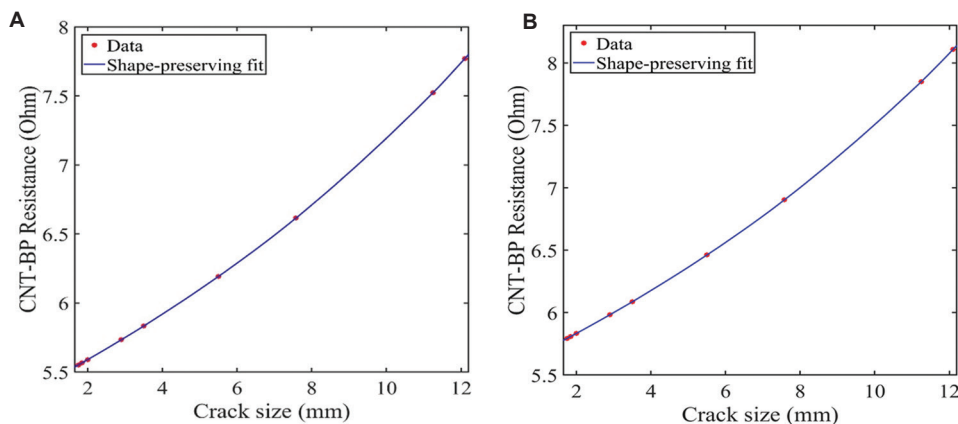 A
8
Data
Shape-preserving fit
7.5
7
6.5
6
5.5
CNT-BP Resistance (Ohm)
2 4 6 8 10 12
Crack size (mm)
B
8
Data
Shape-preserving fit
7.5
7
6.5
6
5.5
CNT-BP Resistance (Ohm)
2 4 6 8 10 12
Crack size (mm)